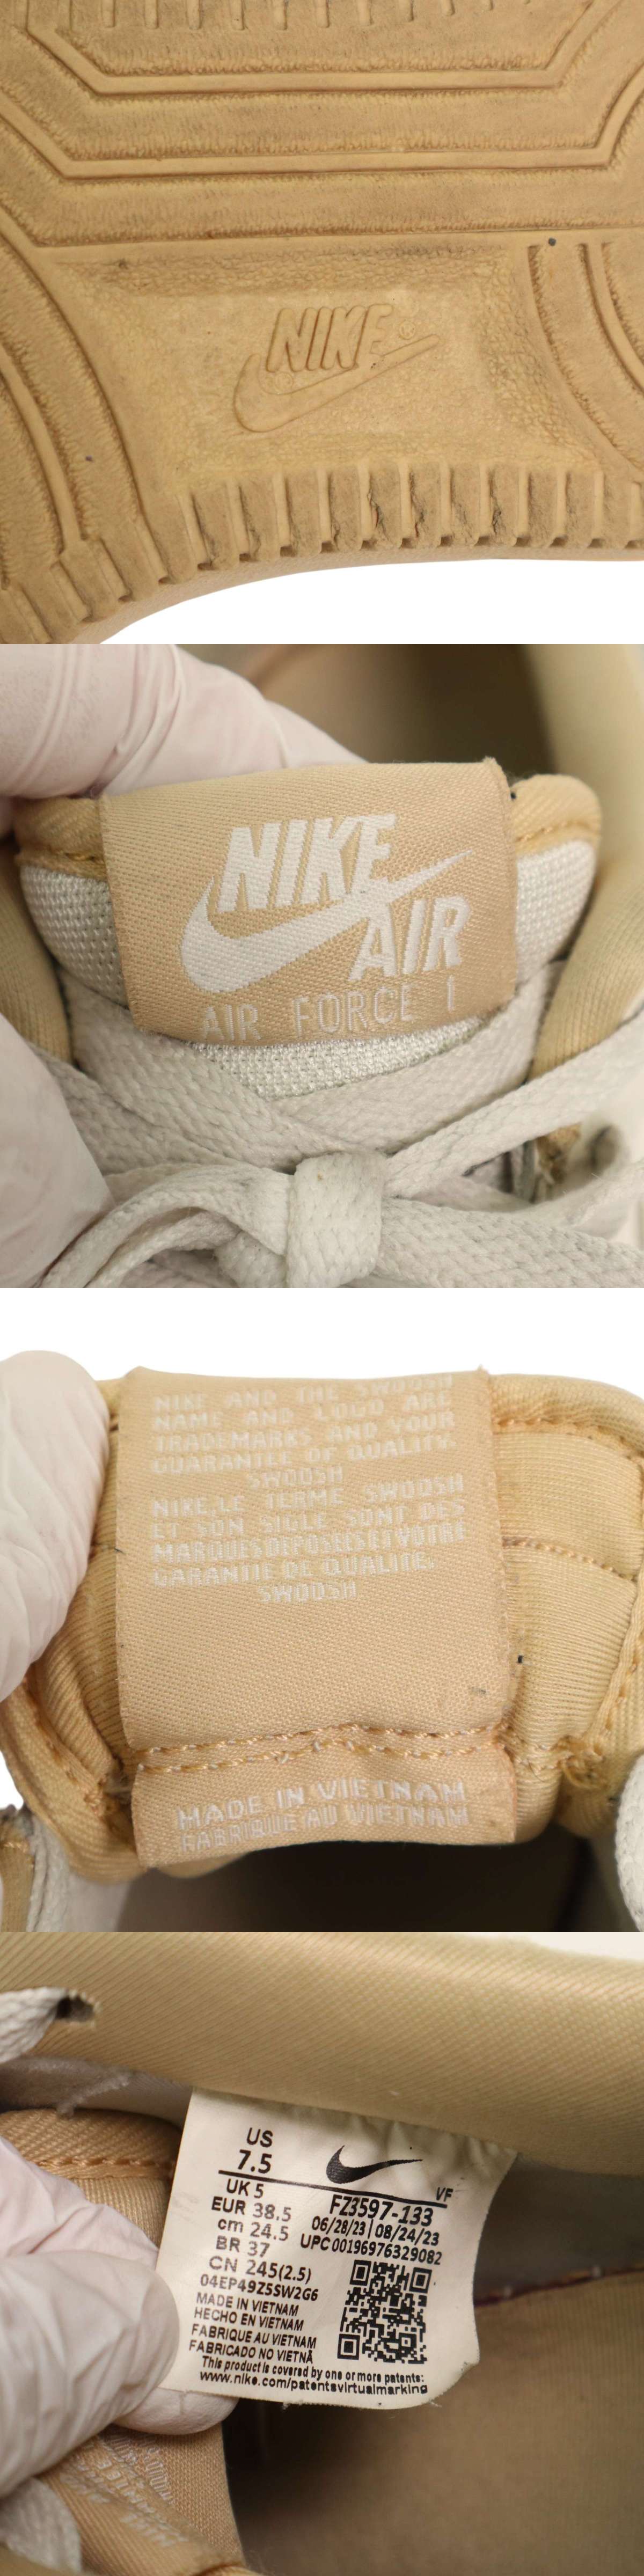 NIKE ®
NIKE
AIR
AIR FORCE 1
NIKE AND THE SWOOSH
NAME AND LOGO ARE
TRADEMARKS AND YOUR
GUARANTEE OF QUALITY.
SWOOSH
NIKE, LE TERME SWOOSH
ET SON SIGLE SONT DES
MARQUES DEPOSEES ET VOTRE
GARANTIE DE QUALITE.
SWOOSH
MADE IN VIETNAM
FABRIQUE AU VIETNAM
US
7.5
UK 5
EUR 38.5
cm 24.5
BR 37
CN 245(2.5)
04EP49Z5SW2G6
VF
FZ3597-133
06/28/23 | 08/24/23
UPC 00196976329082
MADE IN VIETNAM
HECHO EN VIETNAM
FABRIQUE AU VIETNAM
FABRICADO NO VIETNÃ
This product is covered by one or more patents:
www.nike.com/patentsvirtualmarking